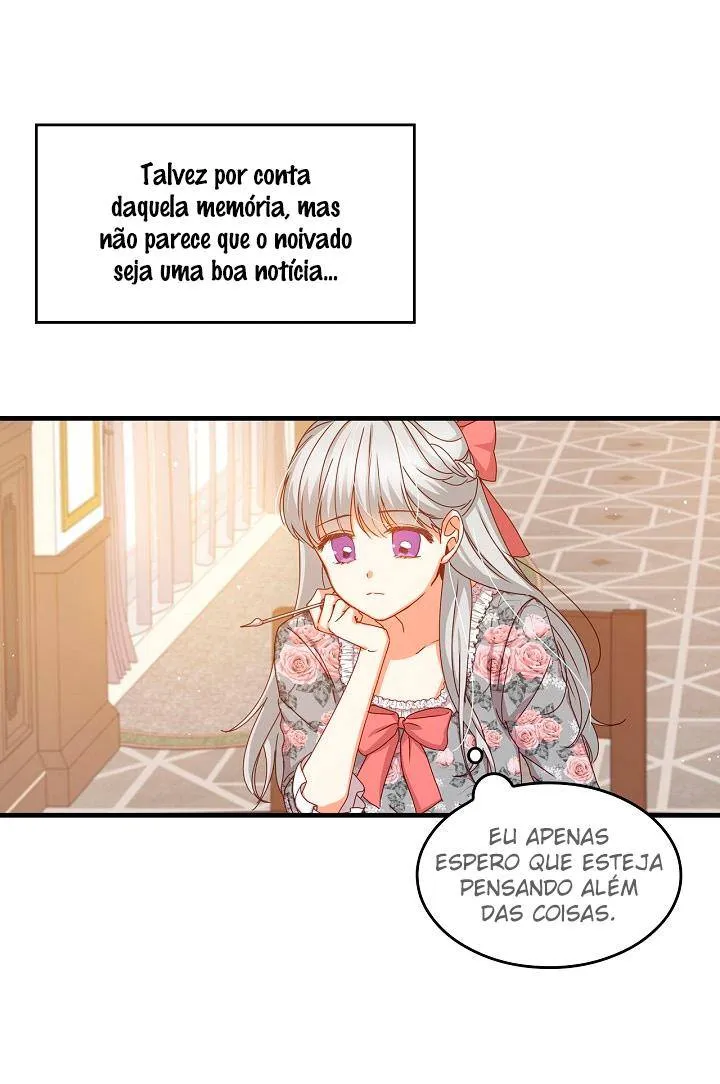 Talvez por conta
daquela memória, mas
não parece que o noivado
seja uma boa notícia...
EU APENAS
ESPERO QUE ESTEJA
PENSANDO ALÉM
DAS COISAS.